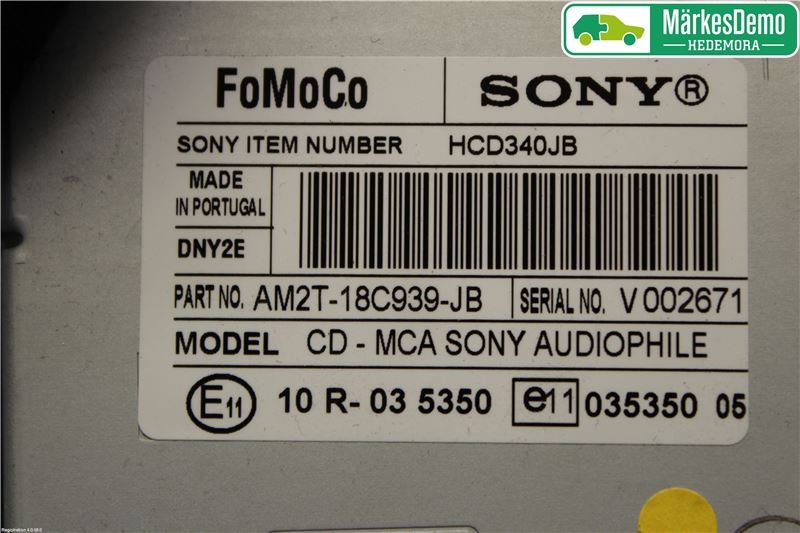 MärkesDemo
HEDEMORA
FoMoCo SONY®
SONY ITEM NUMBER HCD340JB
MADE
IN PORTUGAL
DNY2E
PART NO. AM2T-18C939-JB SERIAL NO. V 002671
MODEL CD - MCA SONY AUDIOPHILE
E11 10 R- 03 5350 e11 035350 05